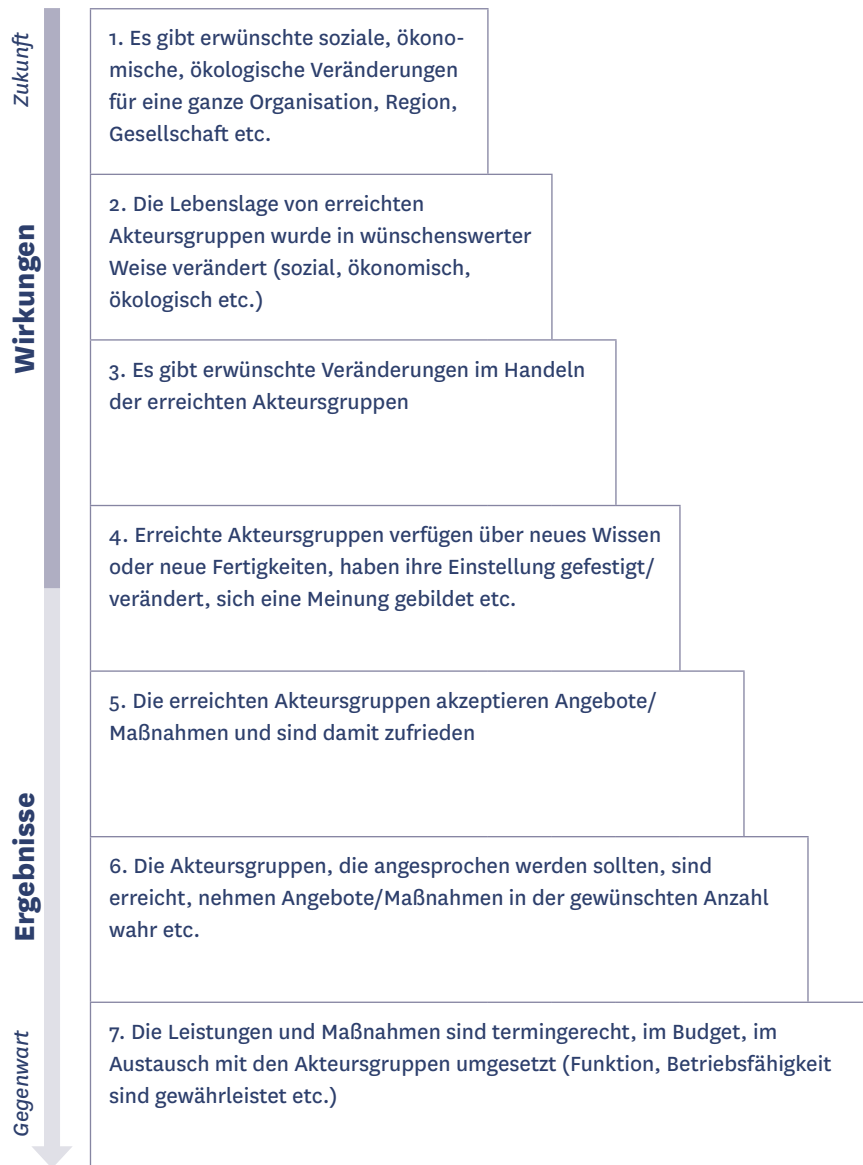 Zukunft
1. Es gibt erwünschte soziale, ökono-
mische, ökologische Veränderungen
für eine ganze Organisation, Region,
Gesellschaft etc.
Wirkungen
2. Die Lebenslage von erreichten
Akteursgruppen wurde in wünschenswerter
Weise verändert (sozial, ökonomisch,
ökologisch etc.)
3. Es gibt erwünschte Veränderungen im Handeln
der erreichten Akteursgruppen
4. Erreichte Akteursgruppen verfügen über neues Wissen
oder neue Fertigkeiten, haben ihre Einstellung gefestigt/
verändert, sich eine Meinung gebildet etc.
5. Die erreichten Akteursgruppen akzeptieren Angebote/
Maßnahmen und sind damit zufrieden
Ergebnisse
6. Die Akteursgruppen, die angesprochen werden sollten, sind
erreicht, nehmen Angebote/Maßnahmen in der gewünschten Anzahl
wahr etc.
Gegenwart
7. Die Leistungen und Maßnahmen sind termingerecht, im Budget, im
Austausch mit den Akteursgruppen umgesetzt (Funktion, Betriebsfähigkeit
sind gewährleistet etc.)